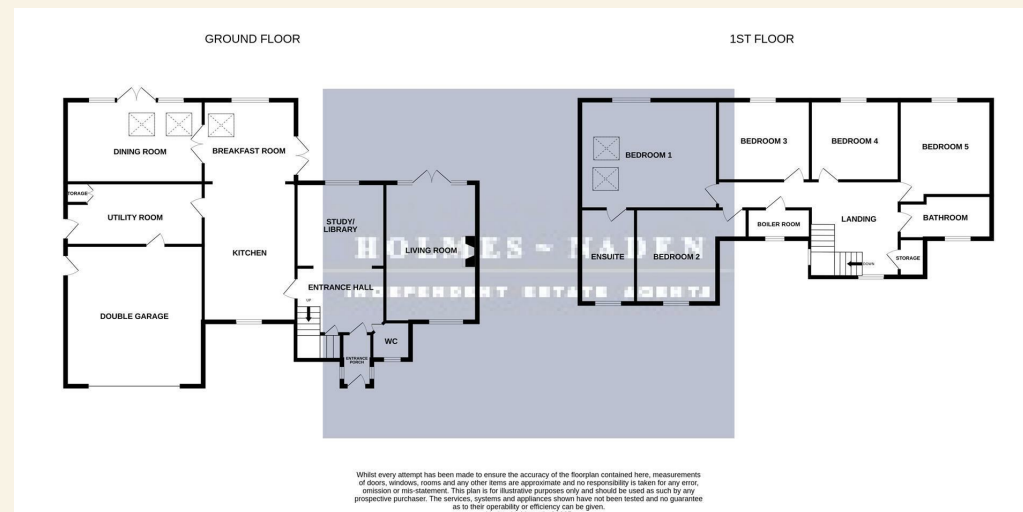 GROUND FLOOR
1ST FLOOR
DINING ROOM
BREAKFAST ROOM
STORAGE
UTILITY ROOM
KITCHEN
DOUBLE GARAGE
STUDY/
LIBRARY
LIVING ROOM
ENTRANCE HALL
UP
WC
ENTRANCE
PORCH
BEDROOM 1
BEDROOM 3
BEDROOM 4
BEDROOM 5
BOILER ROOM
LANDING
BATHROOM
ENSUITE
BEDROOM 2
DOWN
STORAGE
HOLMES - NADEN
INDEPENDENT ESTATE AGENTS
Whilst every attempt has been made to ensure the accuracy of the floorplan contained here, measurements
of doors, windows, rooms and any other items are approximate and no responsibility is taken for any error,
omission or mis-statement. This plan is for illustrative purposes only and should be used as such by any
prospective purchaser. The services, systems and appliances shown have not been tested and no guarantee
as to their operability or efficiency can be given.